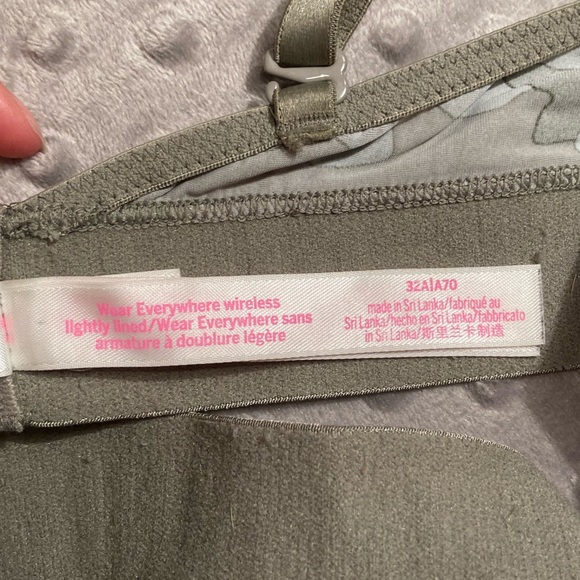 Wear Everywhere wireless
lightly lined/Wear Everywhere sans
armature à doublure légère
32A|A70
made in Sri Lanka/fabriqué au
Sri Lanka/hecho en Sri Lanka/fabbricato
in Sri Lanka/斯里兰卡制造